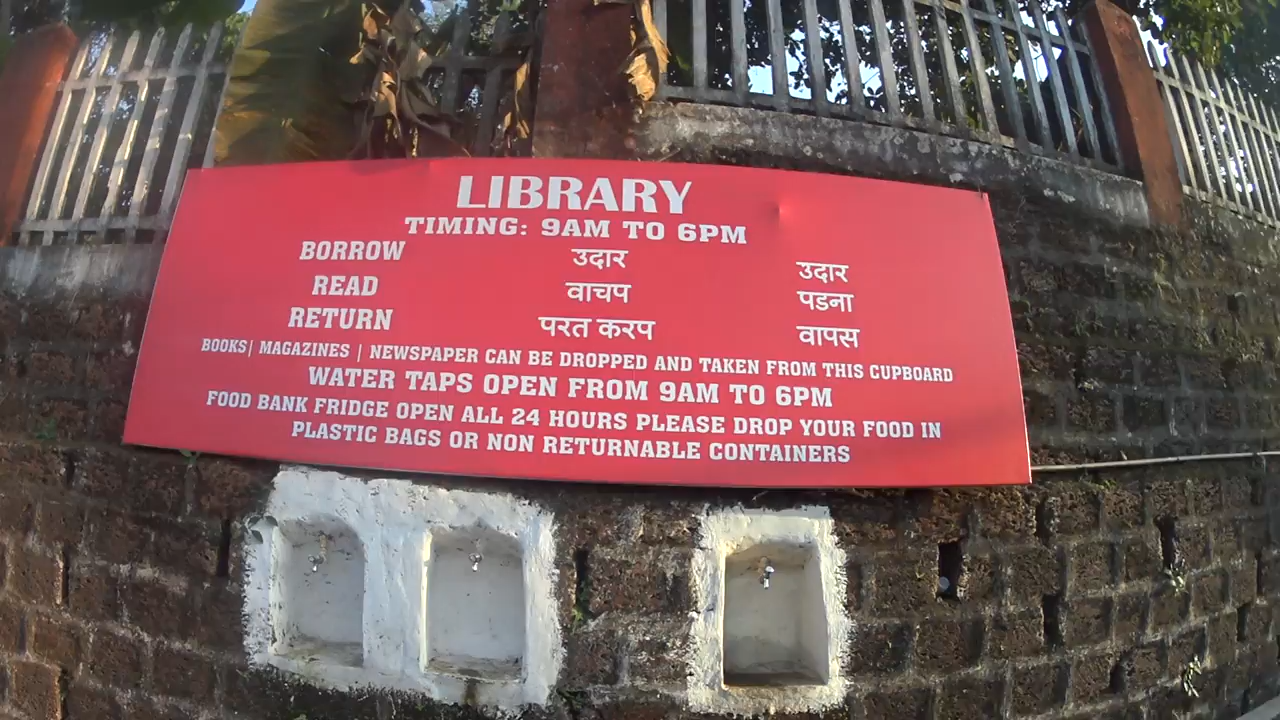 LIBRARY
TIMING: 9AM TO 6PM
BORROW उदार उदार
READ वाचप पडना
RETURN परत करप वापस
BOOKS| MAGAZINES | NEWSPAPER CAN BE DROPPED AND TAKEN FROM THIS CUPBOARD
WATER TAPS OPEN FROM 9AM TO 6PM
FOOD BANK FRIDGE OPEN ALL 24 HOURS PLEASE DROP YOUR FOOD IN
PLASTIC BAGS OR NON RETURNABLE CONTAINERS